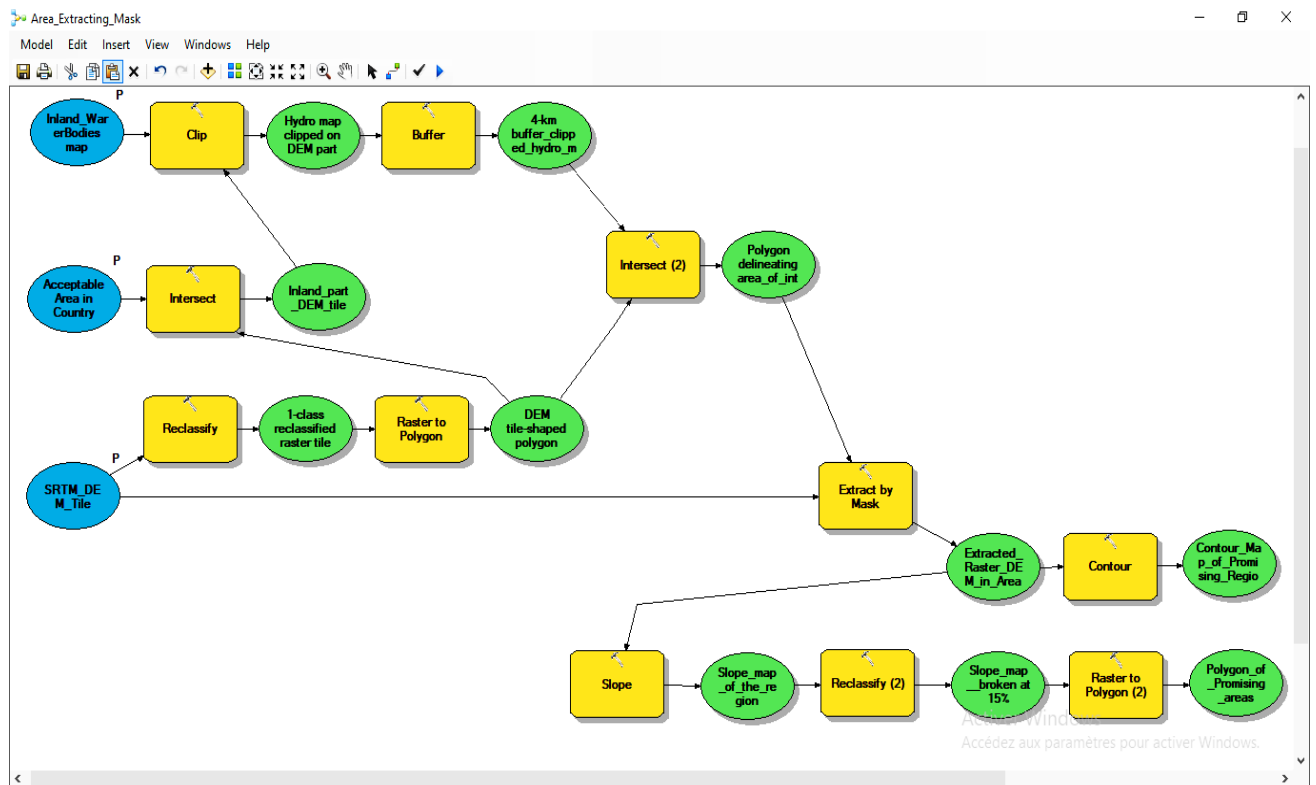 Area_Extracting_Mask
Model Edit Insert View Windows Help
P
Inland_War
erBodies
map
Clip
Hydro map
clipped on
DEM part
Buffer
4-km
buffer_clipp
ed_hydro_m
P
Acceptable
Area in
Country
Intersect
Inland_part
_DEM_tile
Intersect (2)
Polygon
delineating
area_of_int
P
SRTM_DE
M_Tile
Reclassify
1-class
reclassified
raster tile
Raster to
Polygon
DEM
tile-shaped
polygon
Extract by
Mask
Extracted_
Raster_DE
M_in_Area
Contour
Contour_Ma
p_of_Promi
sing_Regio
Slope
Slope_map
_of_the_re
gion
Reclassify (2)
Slope_map
__broken at
15%
Raster to
Polygon (2)
Polygon_of
_Promising
_areas
Activer Windows
Accédez aux paramètres pour activer Windows.